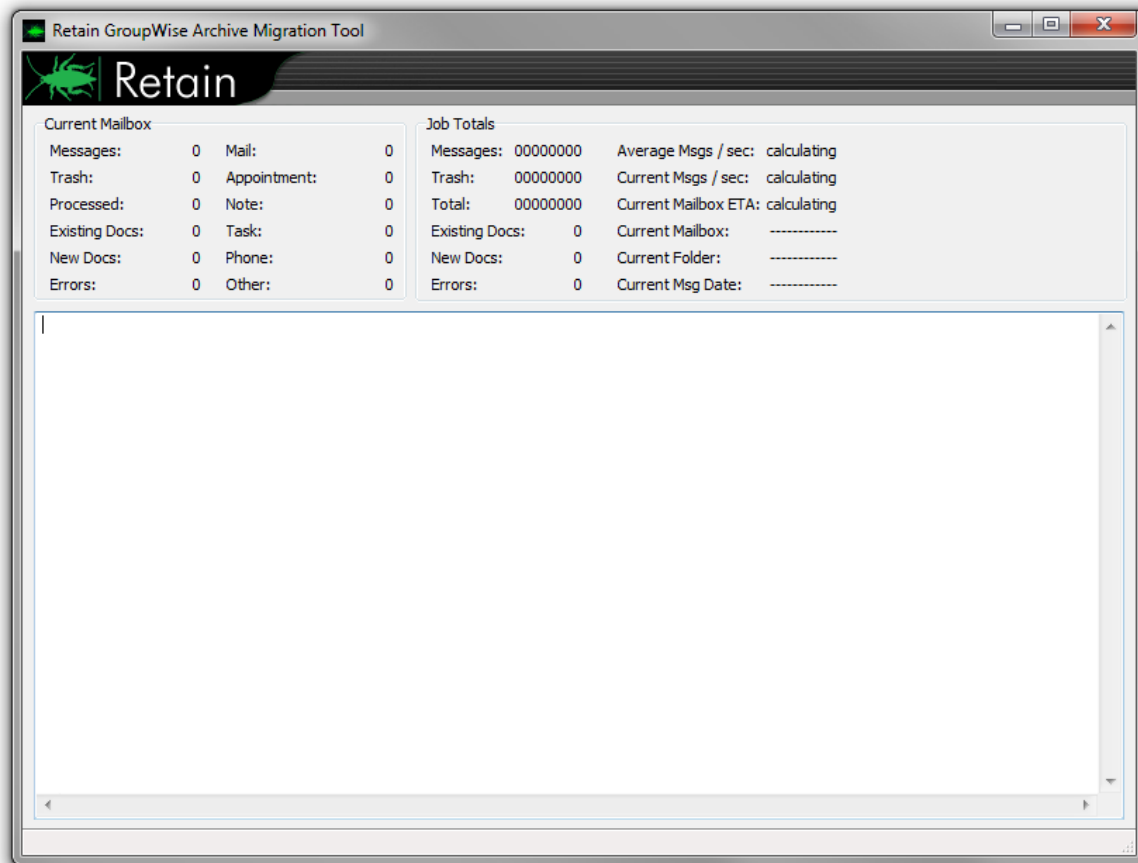 Retain GroupWise Archive Migration Tool
Retain
Current Mailbox
Messages: 0 Mail: 0
Trash: 0 Appointment: 0
Processed: 0 Note: 0
Existing Docs: 0 Task: 0
New Docs: 0 Phone: 0
Errors: 0 Other: 0
Job Totals
Messages: 00000000 Average Msgs / sec: calculating
Trash: 00000000 Current Msgs / sec: calculating
Total: 00000000 Current Mailbox ETA: calculating
Existing Docs: 0 Current Mailbox: ------------
New Docs: 0 Current Folder: ------------
Errors: 0 Current Msg Date: ------------